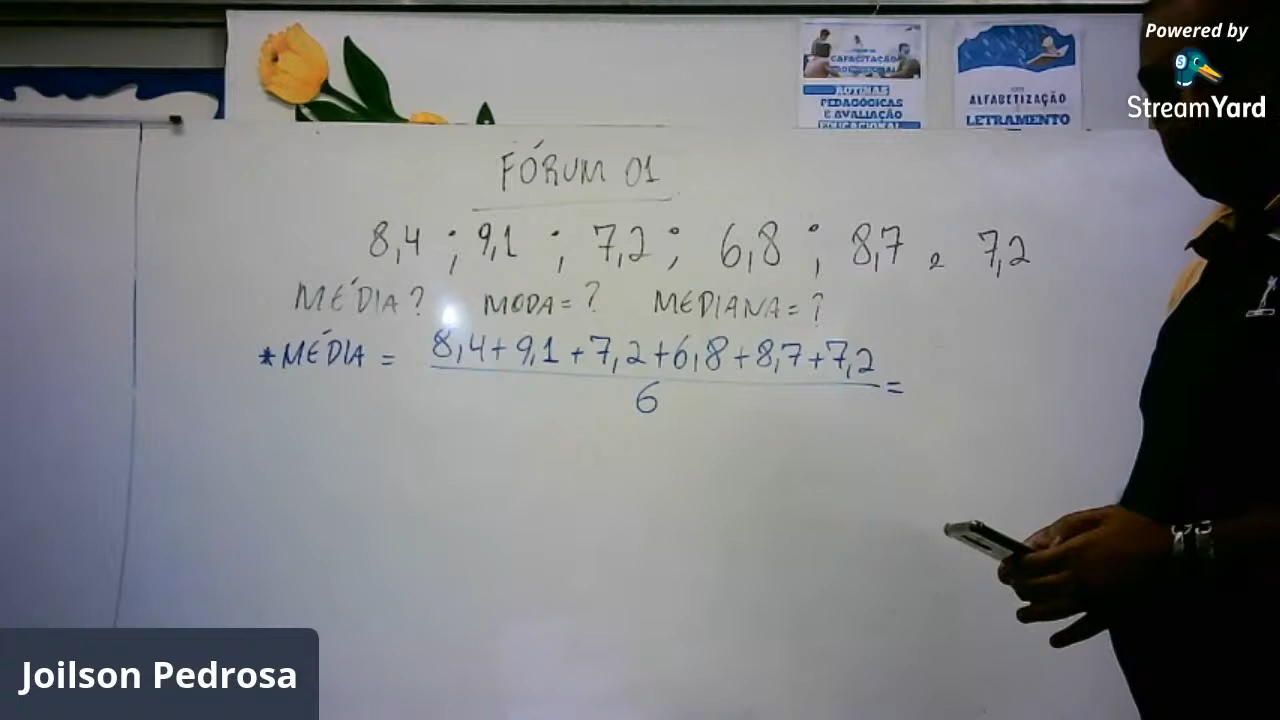 Powered by
StreamYard
CAPACITAÇÃO
ROTINAS
PEDAGÓGICAS
E AVALIAÇÃO
EDUCACIONAL
ALFABETIZAÇÃO
LETRAMENTO
FÓRUM 01
8,4 ; 9,1 ; 7,2 ; 6,8 ; 8,7 e 7,2
MÉDIA? MODA = ? MEDIANA = ?
*MÉDIA = 8,4+9,1+7,2+6,8+8,7+7,2 =
6
Joilson Pedrosa